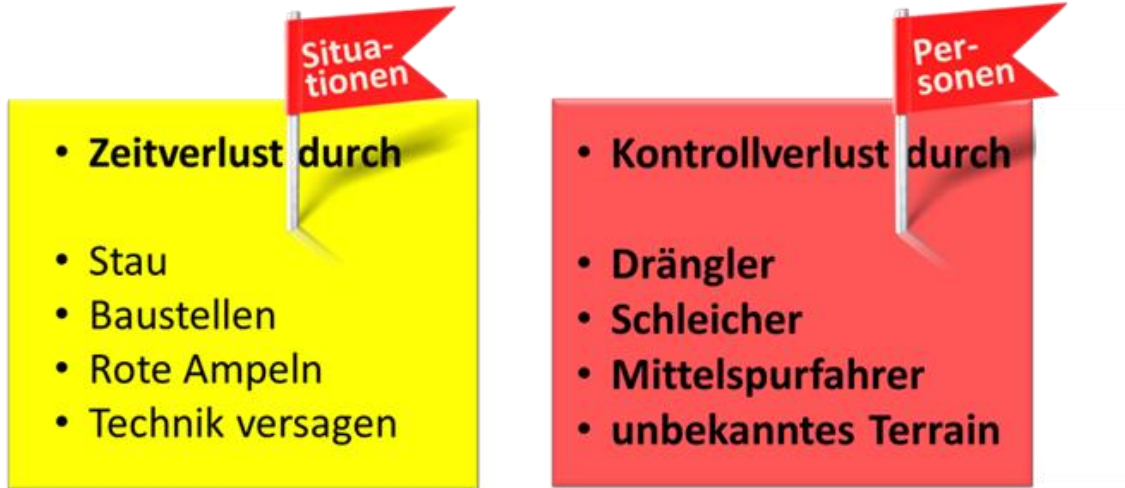 Situa-
tionen
• Zeitverlust durch
• Stau
• Baustellen
• Rote Ampeln
• Technik versagen
Per-
sonen
• Kontrollverlust durch
• Drängler
• Schleicher
• Mittelspurfahrer
• unbekanntes Terrain